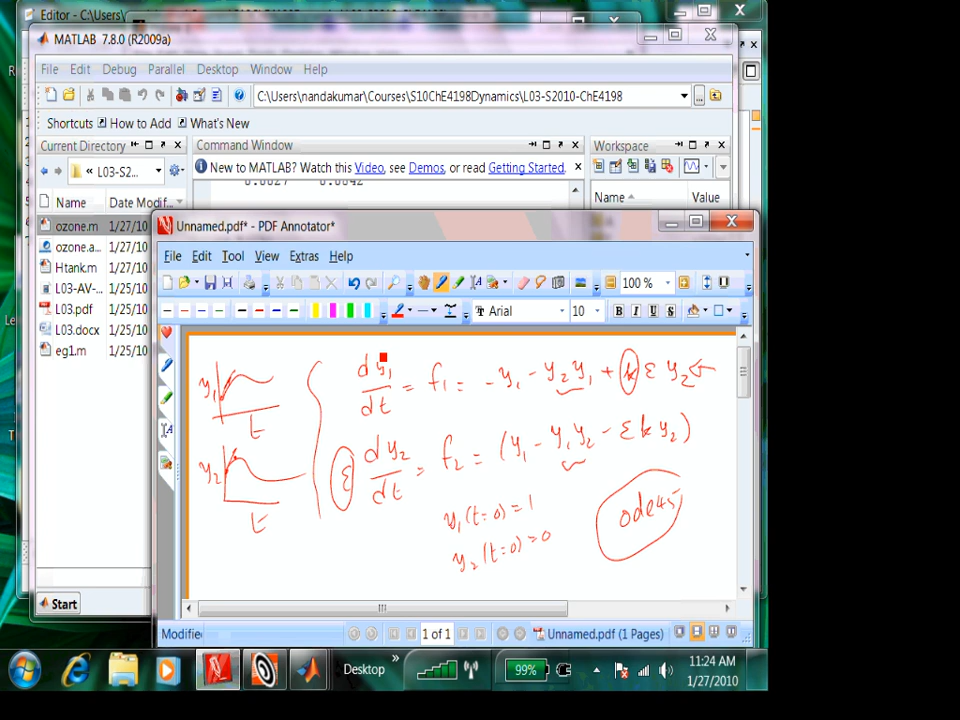 Editor - C:\Users\
MATLAB 7.8.0 (R2009a)
File Edit Debug Parallel Desktop Window Help
C:\Users\nandakumar\Courses\S10ChE4198Dynamics\L03-S2010-ChE4198
Shortcuts How to Add What's New
Current Directory
Command Window
Workspace
« L03-S2...
New to MATLAB? Watch this Video, see Demos, or read Getting Started.
Name Date Modif...
Name Value
ozone.m 1/27/10
ozone.a... 1/27/10
Htank.m 1/27/10
L03-AV-... 1/25/10
L03.pdf 1/25/10
L03.docx 1/25/10
eg1.m 1/25/10
Start
Unnamed.pdf* - PDF Annotator*
File Edit Tool View Extras Help
100 %
Arial 10 B I U S
y₁ t
y₂ t
dy₁/dt = f₁ = -y₁ - y₂y₁ + k ε y₂ ←
ε dy₂/dt = f₂ = (y₁ - y₁y₂ - ε k y₂)
y₁(t=0) = 1
y₂(t=0) = 0
ode45
Modified
1 of 1
Unnamed.pdf (1 Pages)
Desktop »
99%
11:24 AM
1/27/2010